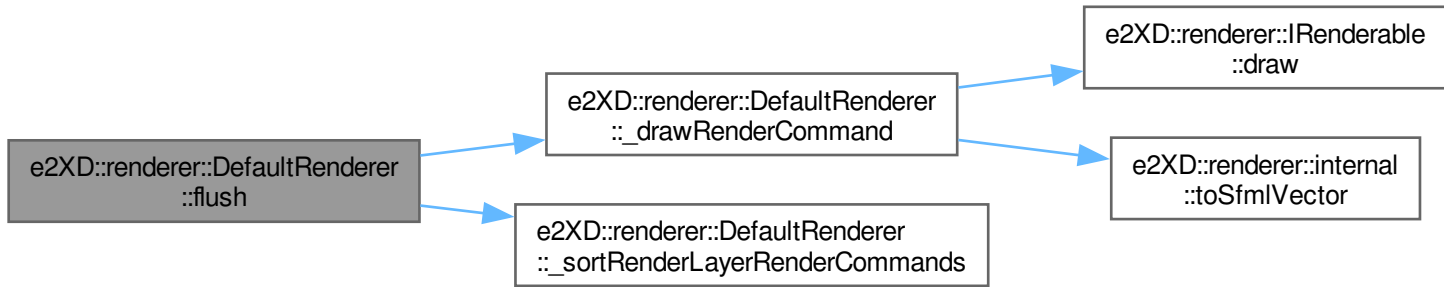 e2XD::renderer::DefaultRenderer
::flush
e2XD::renderer::DefaultRenderer
::_drawRenderCommand
e2XD::renderer::IRenderable
::draw
e2XD::renderer::internal
::toSfmlVector
e2XD::renderer::DefaultRenderer
::_sortRenderLayerRenderCommands